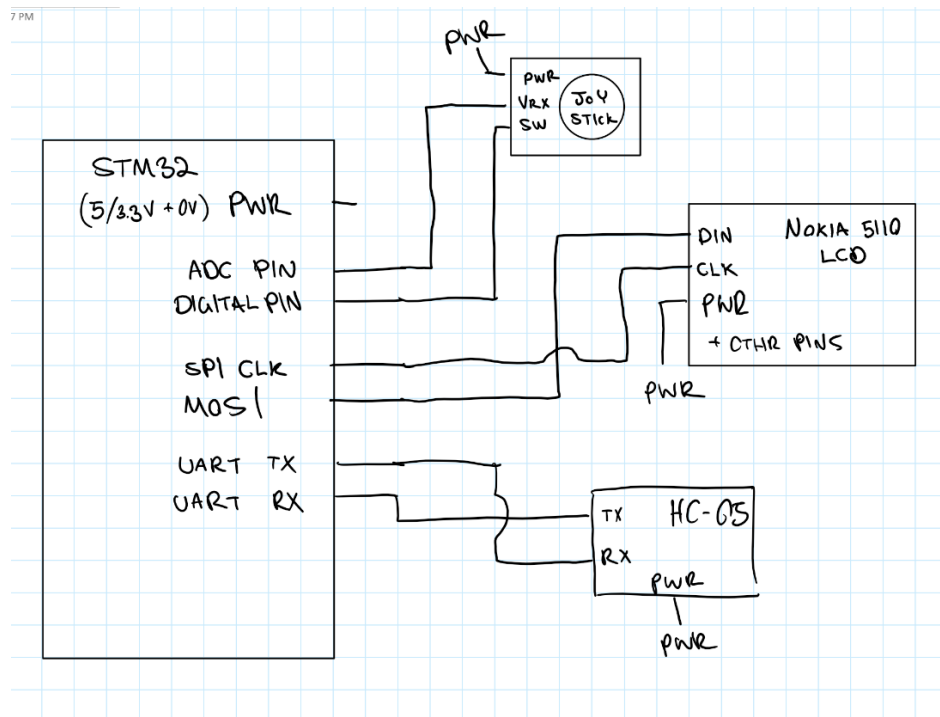 7 PM
PWR
PWR
VRX
SW
JOY
STICK
STM32
(5/3.3V + 0V) PWR
ADC PIN
DIGITAL PIN
SPI CLK
MOSI
UART TX
UART RX
DIN
CLK
PWR
+ OTHR PINS
NOKIA 5110
LCD
PWR
TX
RX
HC-05
PWR
PWR